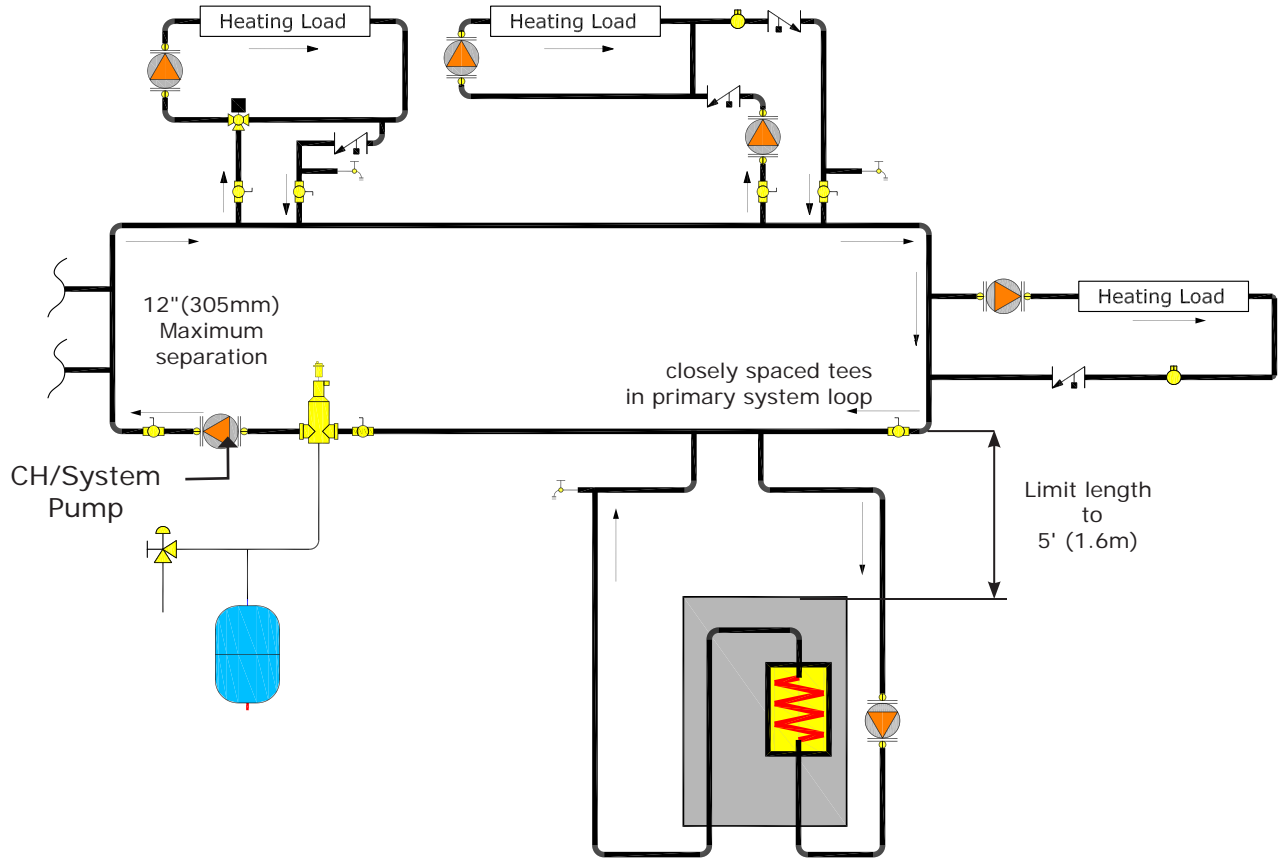 Heating Load
Heating Load
12"(305mm)
Maximum
separation
Heating Load
closely spaced tees
in primary system loop
CH/System
Pump
Limit length
to
5' (1.6m)